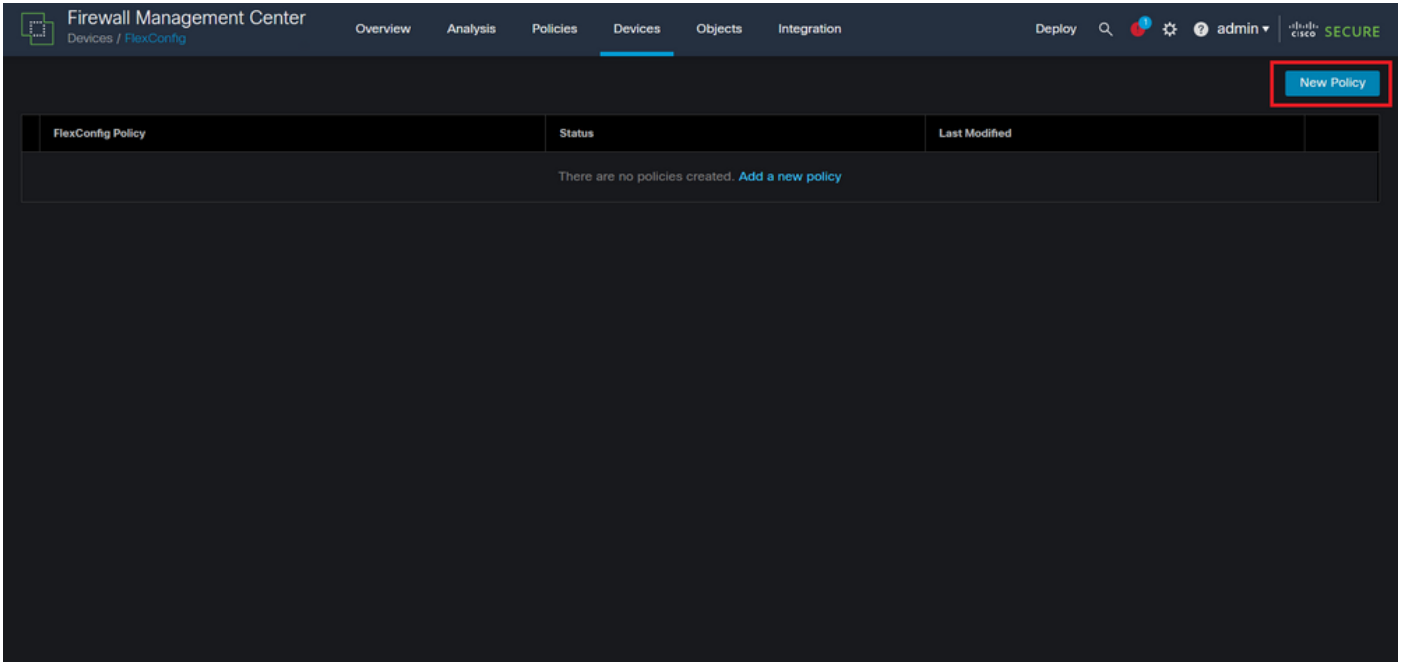 Firewall Management Center
Devices / FlexConfig
Overview Analysis Policies Devices Objects Integration Deploy 1 ? admin cisco SECURE
New Policy
FlexConfig Policy Status Last Modified
There are no policies created. Add a new policy